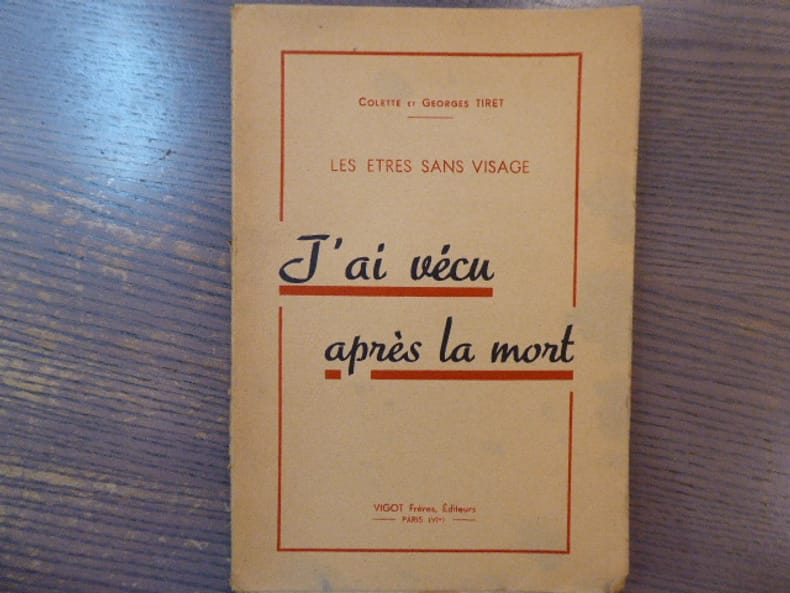 COLETTE ET GEORGES TIRET
LES ETRES SANS VISAGE
J'ai vécu
après la mort
VIGOT Frères, Éditeurs
PARIS (VIe)